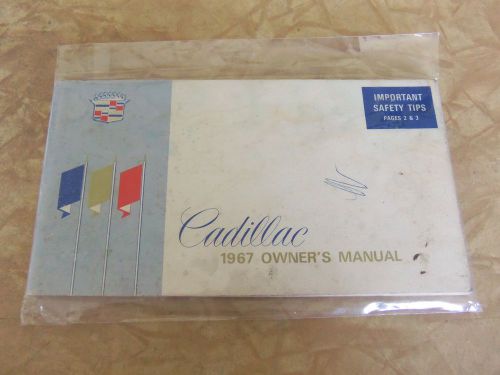 IMPORTANT
SAFETY TIPS
PAGES 2 & 3
Cadillac
1967 OWNER'S MANUAL